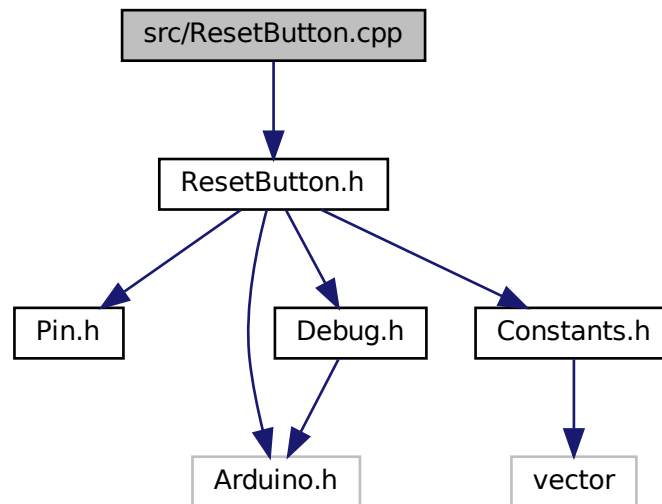 src/ResetButton.cpp
ResetButton.h
Pin.h
Debug.h
Constants.h
Arduino.h
vector